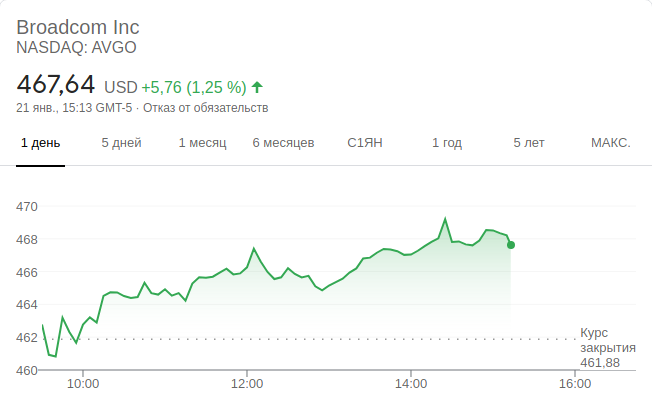 Broadcom Inc
NASDAQ: AVGO
467,64 USD +5,76 (1,25 %)
21 янв., 15:13 GMT-5 · Отказ от обязательств
1 день 5 дней 1 месяц 6 месяцев С1ЯН 1 год 5 лет МАКС.
470
468
466
464
462
460
Курс
закрытия
461,88
10:00 12:00 14:00 16:00